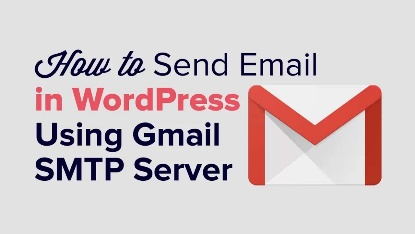 How to Send Email
in WordPress
Using Gmail
SMTP Server